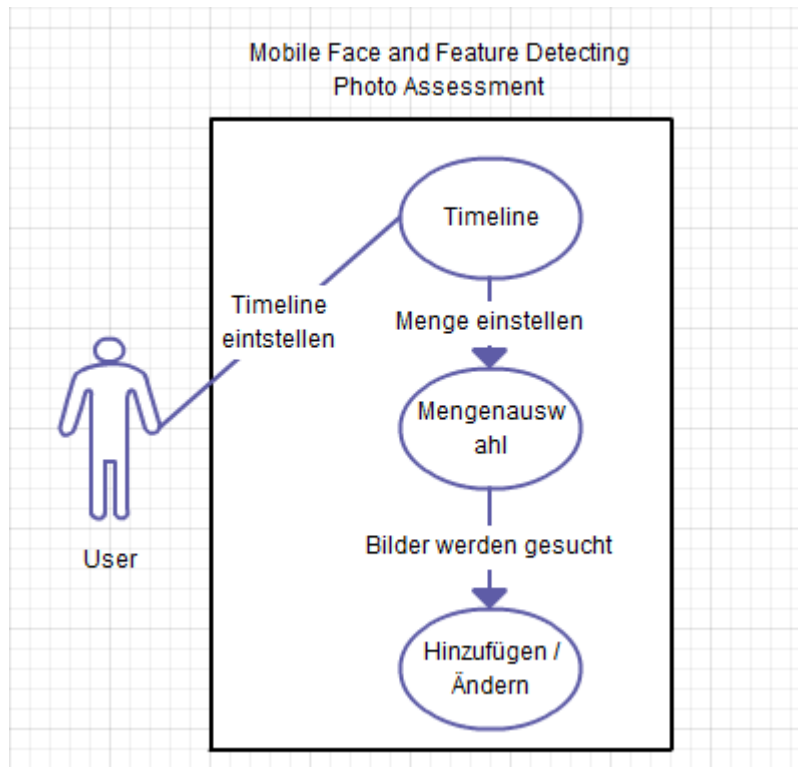 Mobile Face and Feature Detecting
Photo Assessment
Timeline
Timeline
eintstellen
Menge einstellen
Mengenausw
ahl
Bilder werden gesucht
User
Hinzufügen /
Ändern